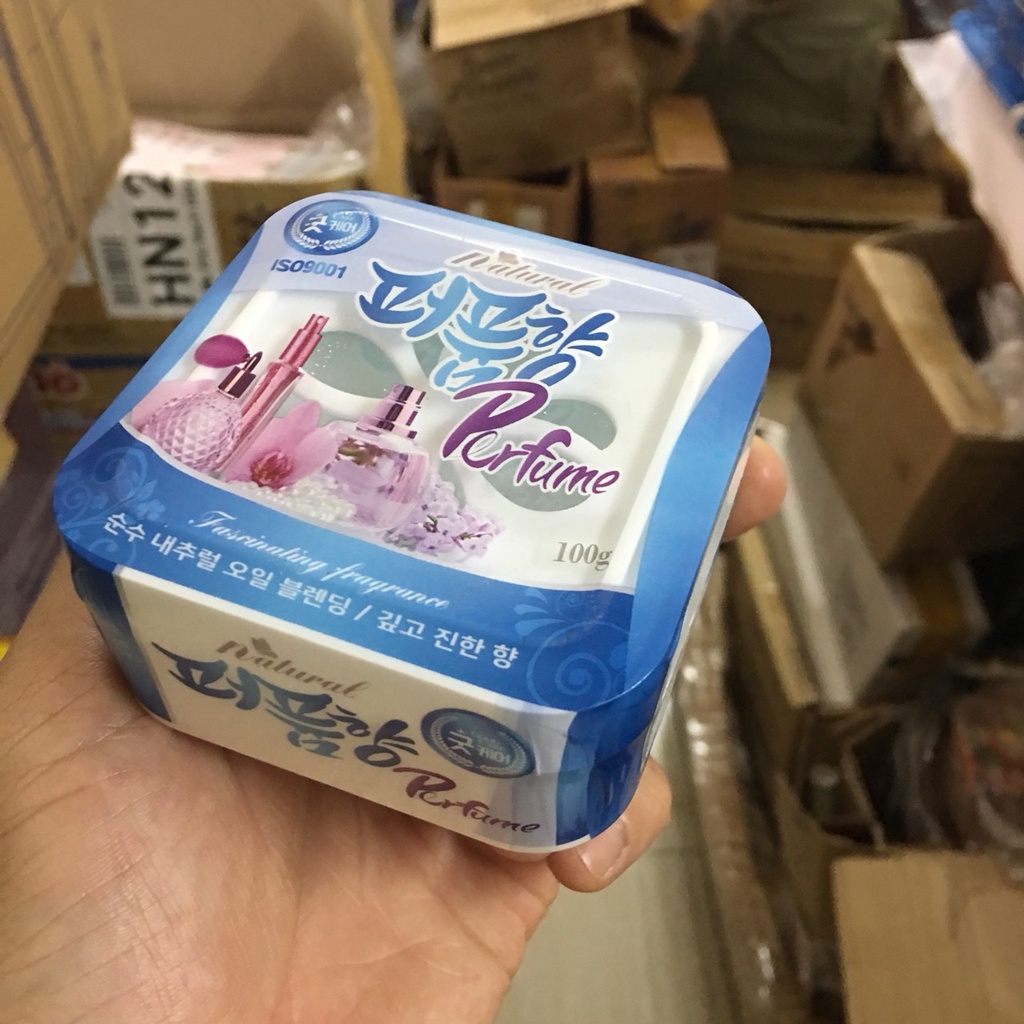 굿 케어
ISO9001
Natural
퍼퓸향
Perfume
100g
Fascinating fragrance
순수 내추럴 오일 블렌딩 / 깊고 진한 향
Natural
퍼퓸향
굿 케어
Perfume
HN12